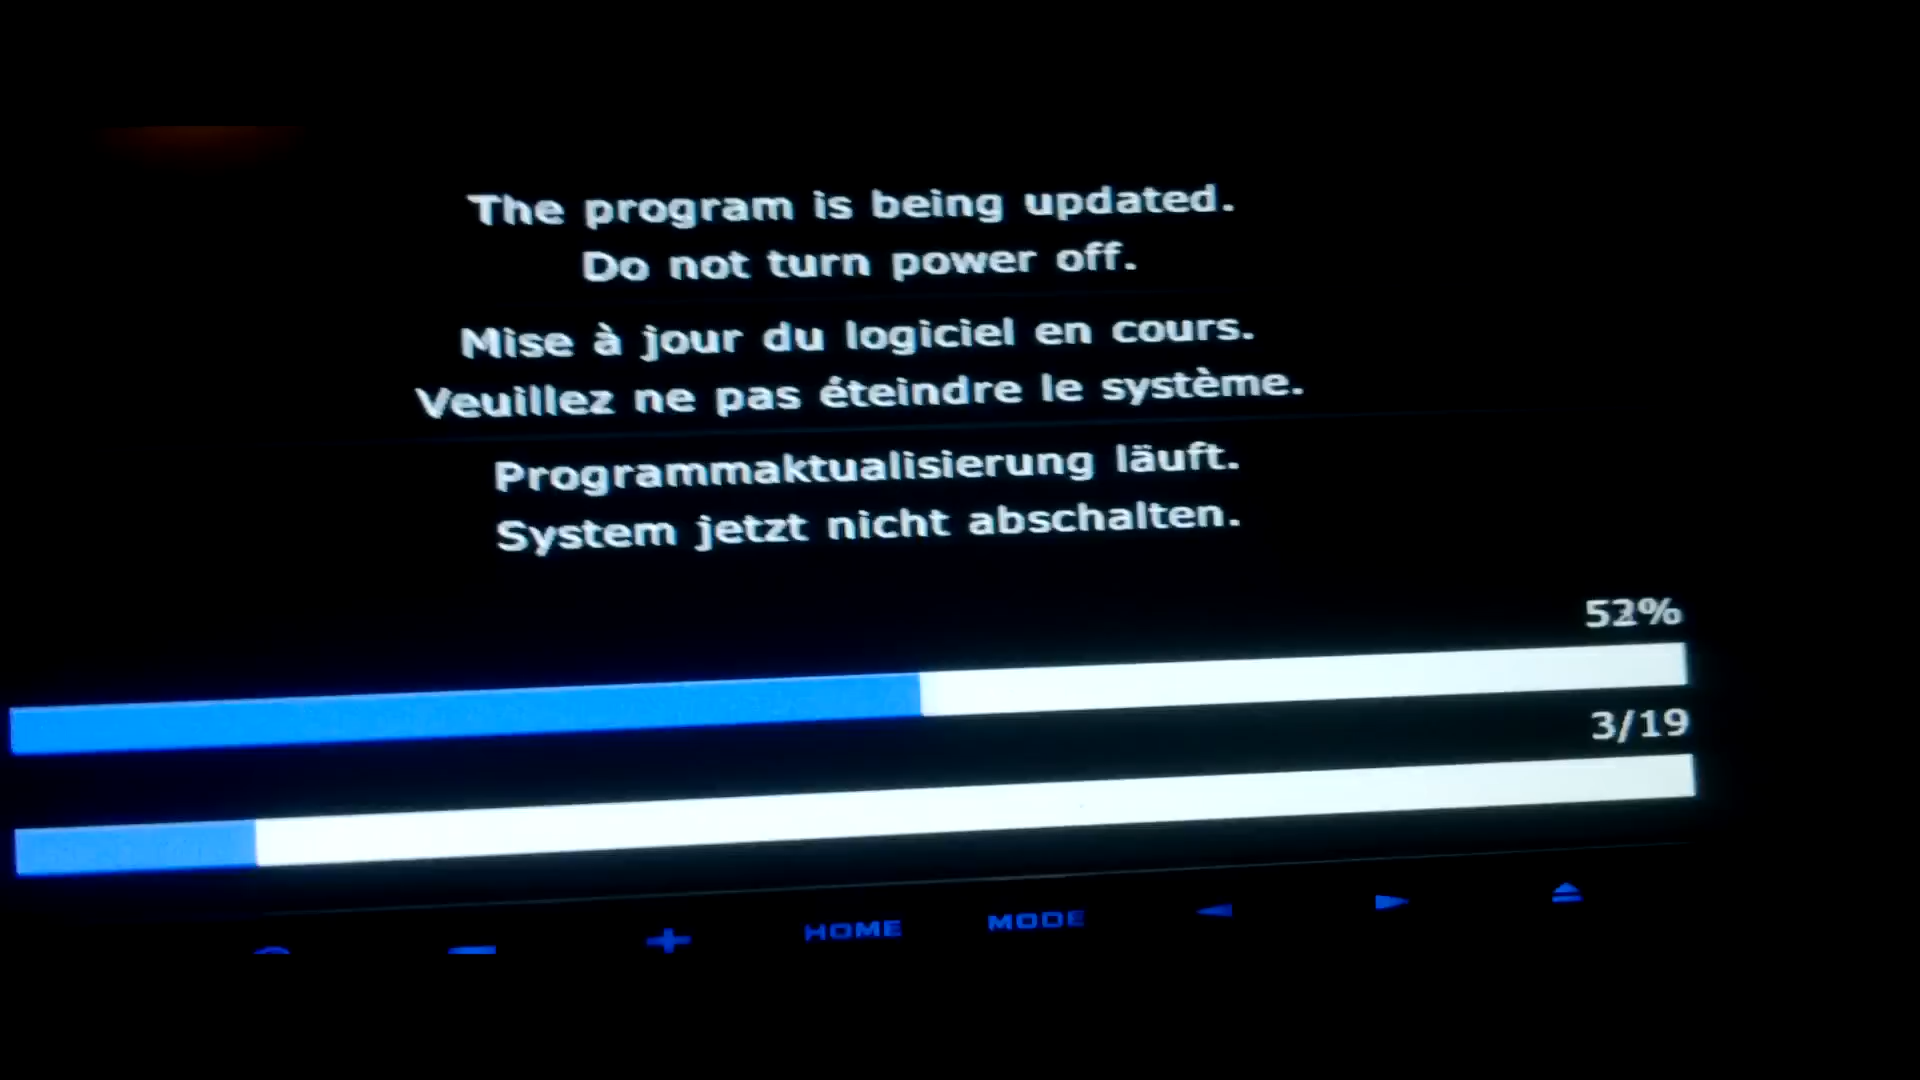 The program is being updated.
Do not turn power off.
Mise à jour du logiciel en cours.
Veuillez ne pas éteindre le système.
Programmaktualisierung läuft.
System jetzt nicht abschalten.
3/19
HOME MODE